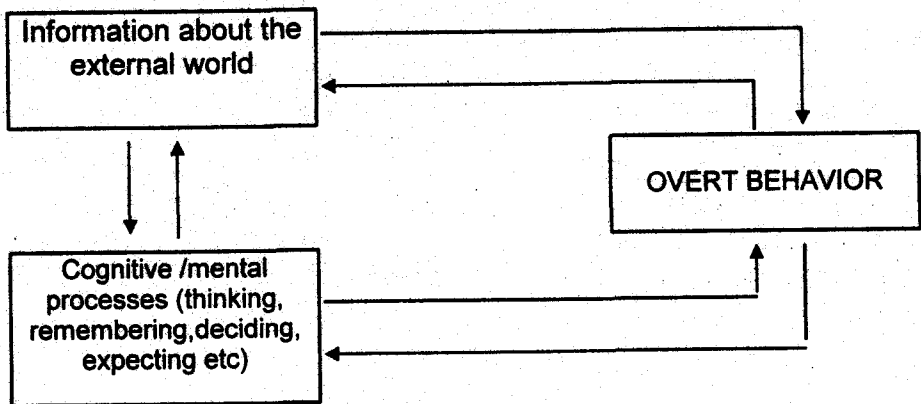 Information about the
external world
OVERT BEHAVIOR
Cognitive /mental
processes (thinking,
remembering,deciding,
expecting etc)